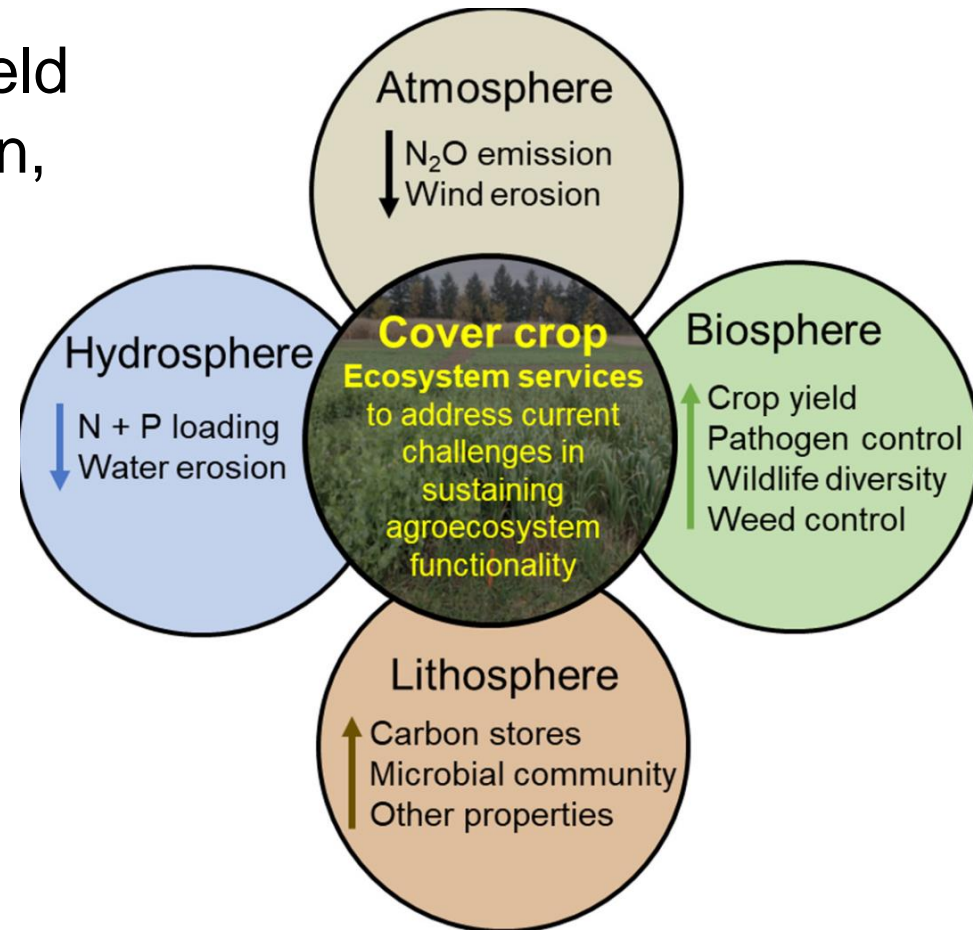 eld
n,
Atmosphere
N₂O emission
Wind erosion
Hydrosphere
N + P loading
Water erosion
Cover crop
Ecosystem services
to address current
challenges in
sustaining
agroecosystem
functionality
Biosphere
Crop yield
Pathogen control
Wildlife diversity
Weed control
Lithosphere
Carbon stores
Microbial community
Other properties